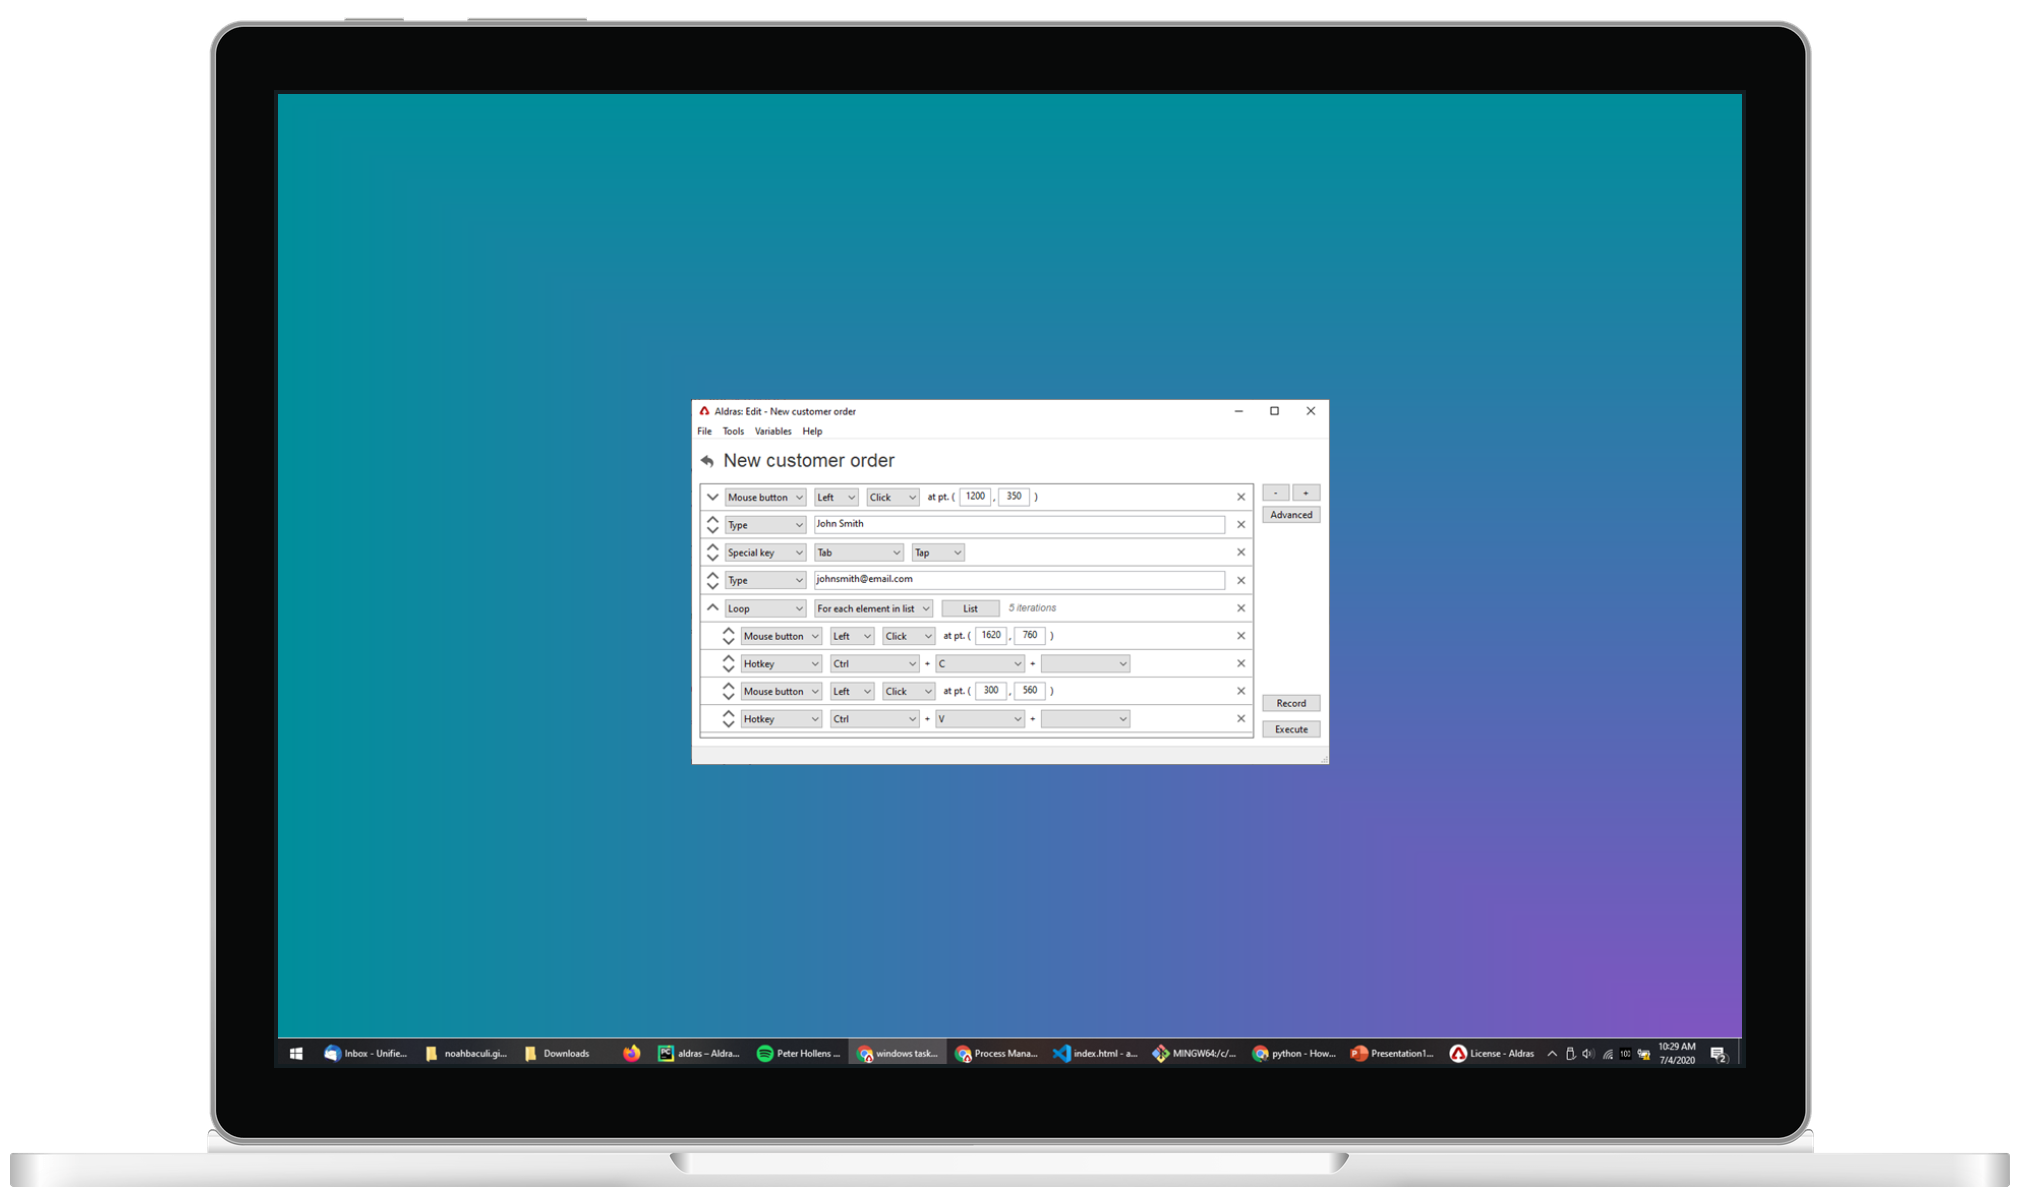 Aldras: Edit - New customer order
File Tools Variables Help
New customer order
Mouse button Left Click at pt. ( 1200 , 350 )
- +
Type John Smith
Advanced
Special key Tab Tap
Type johnsmith@email.com
Loop For each element in list List 5 iterations
Mouse button Left Click at pt. ( 1620 , 760 )
Hotkey Ctrl + C +
Mouse button Left Click at pt. ( 300 , 560 )
Record
Hotkey Ctrl + V +
Execute
Inbox - Unifie... noahbaculi.gi... Downloads aldras – Aldra... Peter Hollens ... windows task... Process Mana... index.html - a... MINGW64:/c/... python - How... Presentation1... License - Aldras
10:29 AM
7/4/2020
2